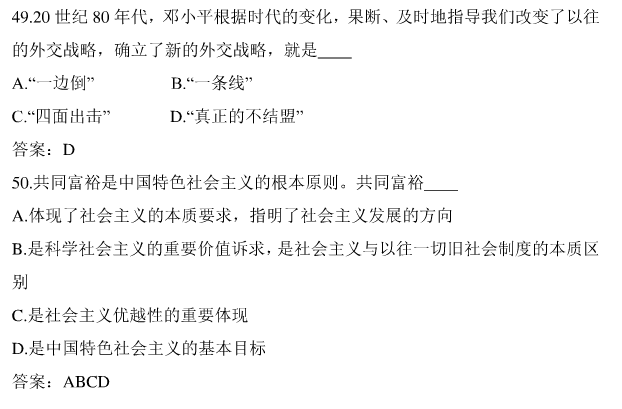 49.20 世纪 80 年代，邓小平根据时代的变化，果断、及时地指导我们改变了以往
的外交战略，确立了新的外交战略，就是____
A.“一边倒” B.“一条线”
C.“四面出击” D.“真正的不结盟”
答案：D
50.共同富裕是中国特色社会主义的根本原则。共同富裕____
A.体现了社会主义的本质要求，指明了社会主义发展的方向
B.是科学社会主义的重要价值诉求，是社会主义与以往一切旧社会制度的本质区
别
C.是社会主义优越性的重要体现
D.是中国特色社会主义的基本目标
答案：ABCD